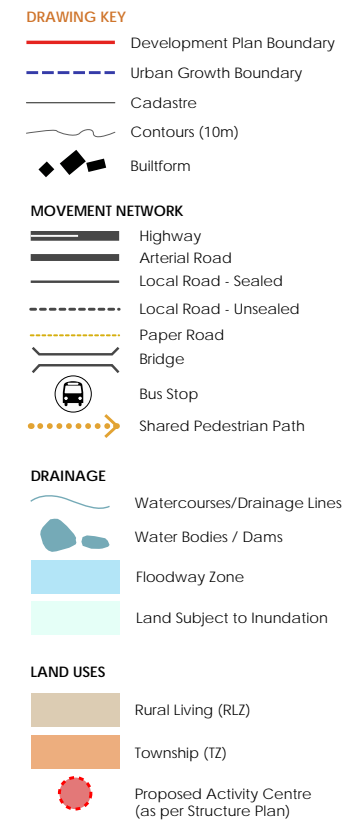 DRAWING KEY
Development Plan Boundary
Urban Growth Boundary
Cadastre
Contours (10m)
Builtform
MOVEMENT NETWORK
Highway
Arterial Road
Local Road - Sealed
Local Road - Unsealed
Paper Road
Bridge
Bus Stop
Shared Pedestrian Path
DRAINAGE
Watercourses/Drainage Lines
Water Bodies / Dams
Floodway Zone
Land Subject to Inundation
LAND USES
Rural Living (RLZ)
Township (TZ)
Proposed Activity Centre
(as per Structure Plan)